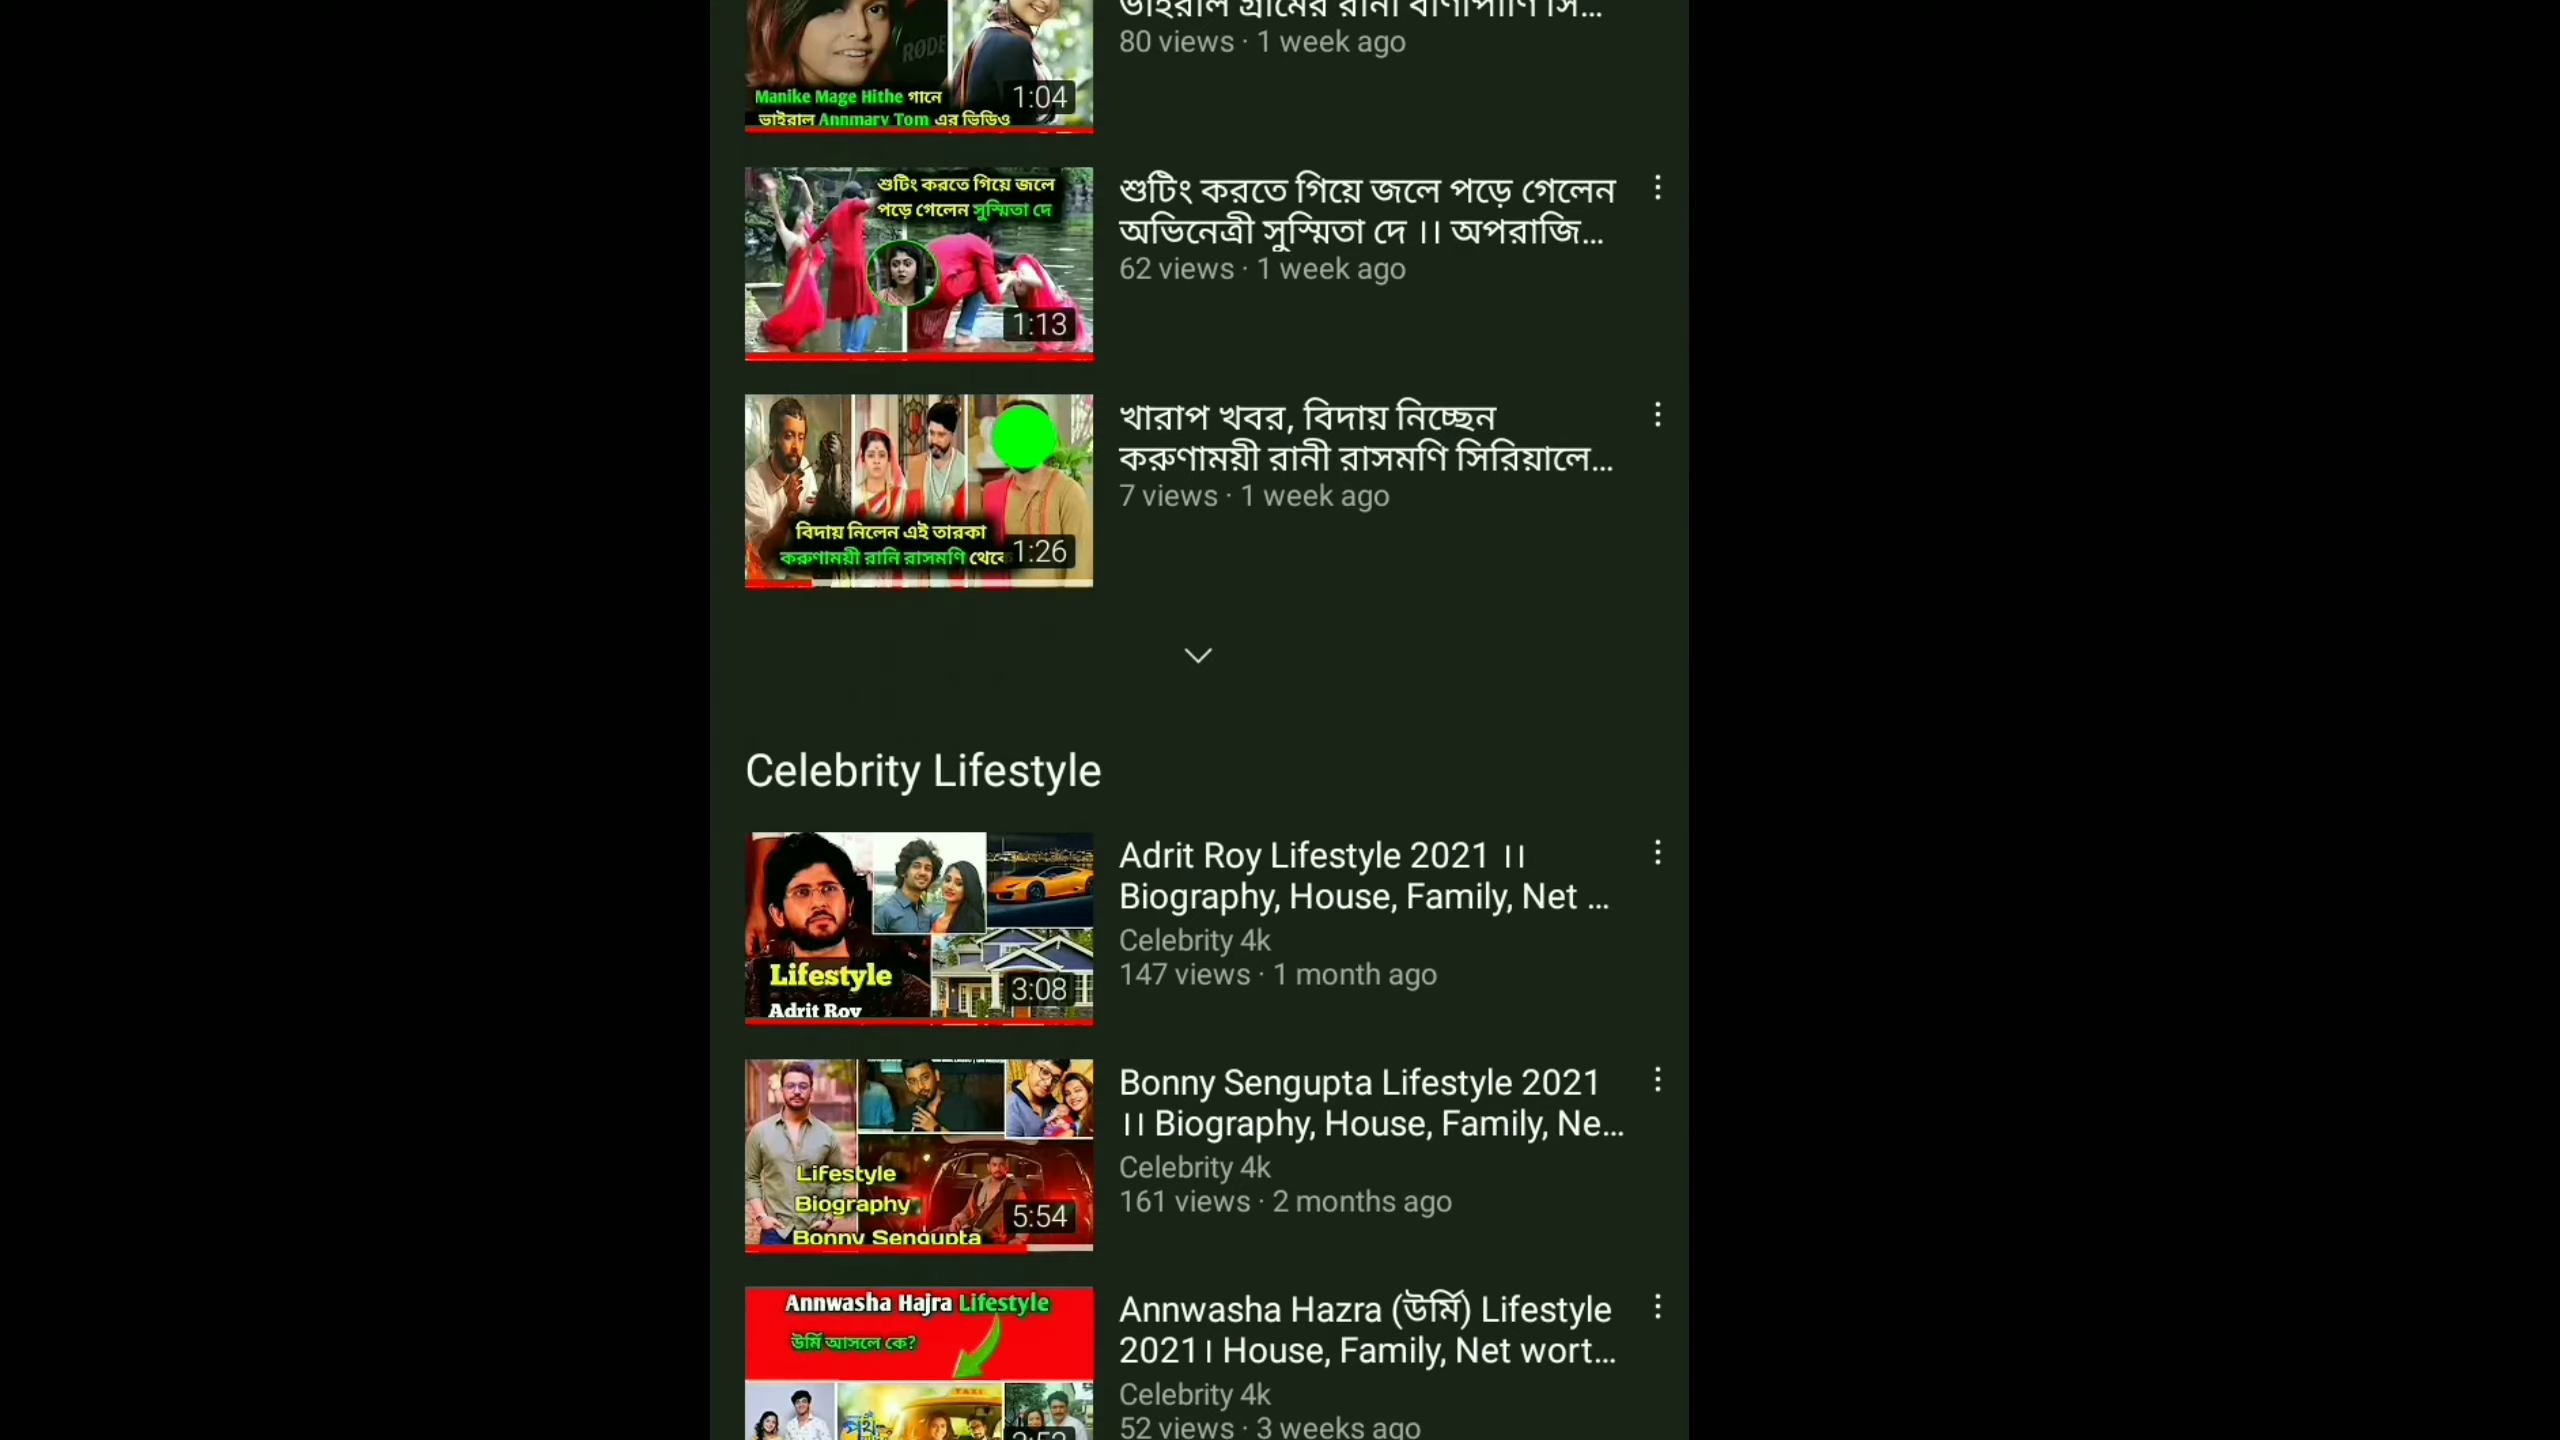 80 views · 1 week ago
RODE
1:04
Manike Mage Hithe গানে
ভাইরাল Annmary Tom এর ভিডিও
শুটিং করতে গিয়ে জলে
পড়ে গেলেন সুস্মিতা দে
1:13
শুটিং করতে গিয়ে জলে পড়ে গেলেন
অভিনেত্রী সুস্মিতা দে ।। অপরাজি...
62 views · 1 week ago
বিদায় নিলেন এই তারকা
করুণাময়ী রানি রাসমণি থেকে
1:26
খারাপ খবর, বিদায় নিচ্ছেন
করুণাময়ী রানী রাসমণি সিরিয়ালে...
7 views · 1 week ago
Celebrity Lifestyle
Lifestyle
Adrit Roy
3:08
Adrit Roy Lifestyle 2021 ।।
Biography, House, Family, Net ...
Celebrity 4k
147 views · 1 month ago
Lifestyle
Biography
Bonny Sengupta
5:54
Bonny Sengupta Lifestyle 2021
।। Biography, House, Family, Ne...
Celebrity 4k
161 views · 2 months ago
Annwasha Hajra Lifestyle
উর্মি আসলে কে?
TAXI
Annwasha Hazra (উর্মি) Lifestyle
2021। House, Family, Net wort...
Celebrity 4k
52 views · 3 weeks ago